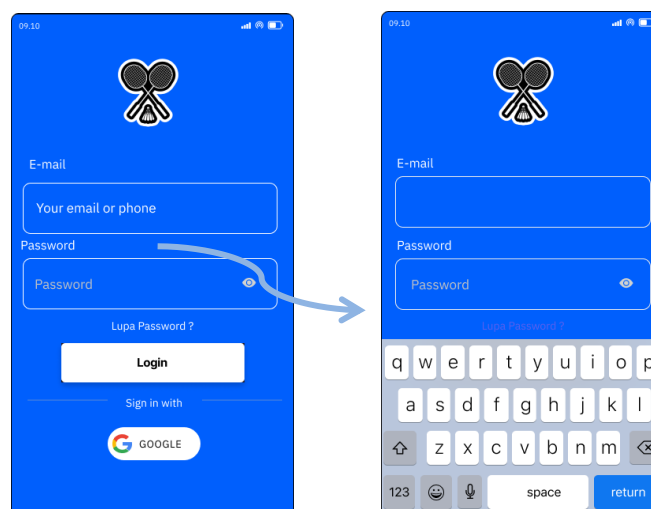 09.10
E-mail
Your email or phone
Password
Password
Lupa Password ?
Login
Sign in with
GOOGLE
09.10
E-mail
Password
Password
Lupa Password ?
q w e r t y u i o p
a s d f g h j k l
z x c v b n m
123 space return